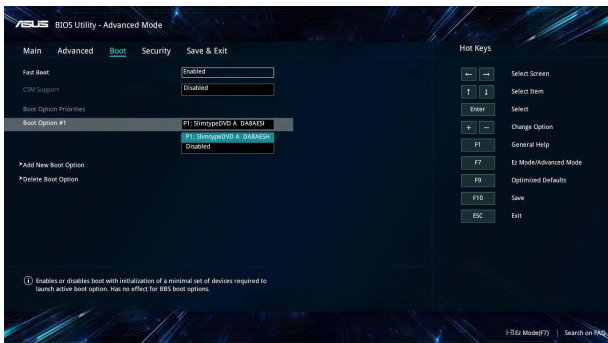 ASUS BIOS Utility - Advanced Mode
Main Advanced Boot Security Save & Exit
Hot Keys
Fast Boot Enabled
CSM Support Disabled
Boot Option Priorities
Boot Option #1 P1: SlimtypeDVD A DA8AESI
P1: SlimtypeDVD A DA8AESH
Disabled
>Add New Boot Option
>Delete Boot Option
← → Select Screen
↑ ↓ Select Item
Enter Select
+ − Change Option
F1 General Help
F7 Ez Mode/Advanced Mode
F9 Optimized Defaults
F10 Save
ESC Exit
Enables or disables boot with initialization of a minimal set of devices required to
launch active boot option. Has no effect for BBS boot options.
Ez Mode(F7) | Search on FAQ